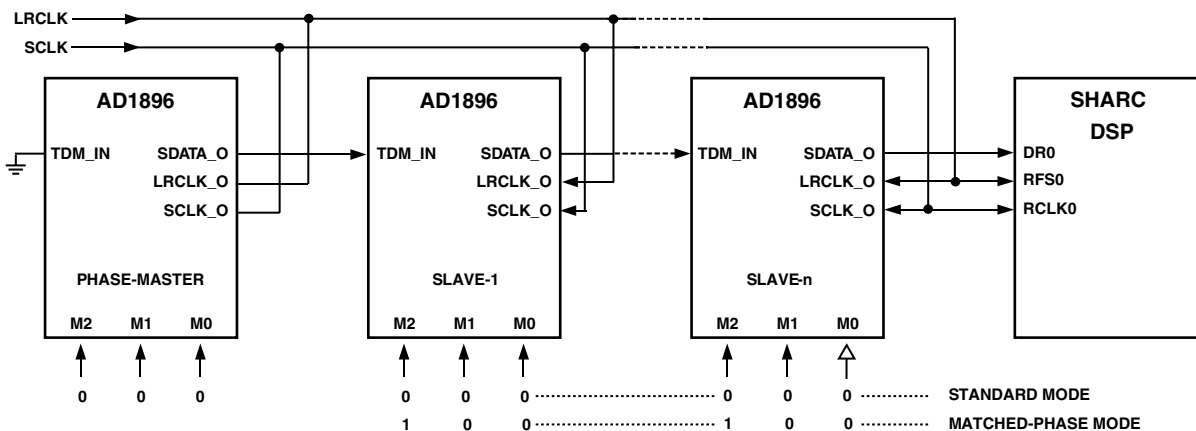 LRCLK
SCLK
AD1896 AD1896 AD1896 SHARC
DSP
TDM_IN SDATA_O TDM_IN SDATA_O TDM_IN SDATA_O DR0
LRCLK_O LRCLK_O LRCLK_O RFS0
SCLK_O SCLK_O SCLK_O RCLK0
PHASE-MASTER SLAVE-1 SLAVE-n
M2 M1 M0 M2 M1 M0 M2 M1 M0
0 0 0 0 0 0 0 0 0 STANDARD MODE
1 0 0 1 0 0 MATCHED-PHASE MODE